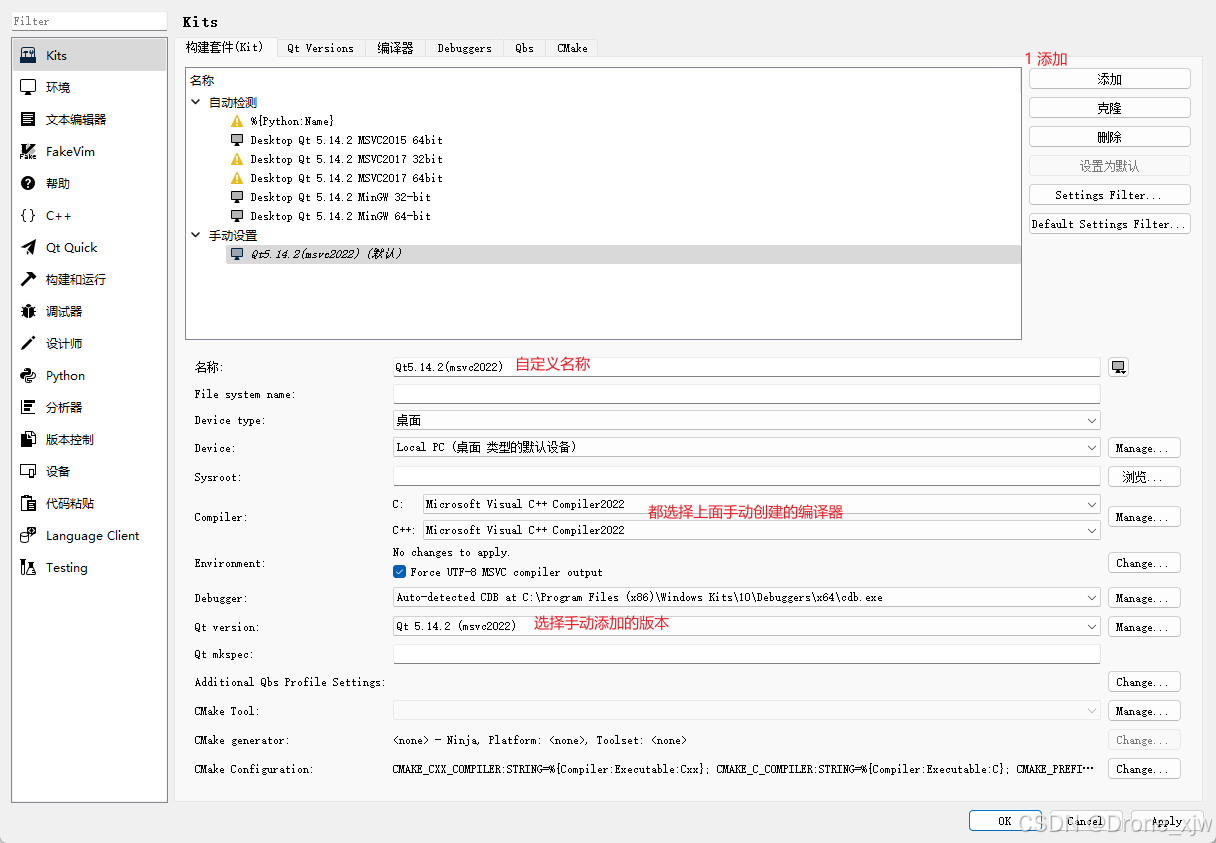 Filter
Kits
环境
文本编辑器
FakeVim
帮助
C++
Qt Quick
构建和运行
调试器
设计师
Python
分析器
版本控制
设备
代码粘贴
Language Client
Testing
Kits
构建套件(Kit) Qt Versions 编译器 Debuggers Qbs CMake
1 添加
名称
自动检测
%{Python:Name}
Desktop Qt 5.14.2 MSVC2015 64bit
Desktop Qt 5.14.2 MSVC2017 32bit
Desktop Qt 5.14.2 MSVC2017 64bit
Desktop Qt 5.14.2 MinGW 32-bit
Desktop Qt 5.14.2 MinGW 64-bit
手动设置
Qt5.14.2(msvc2022) (默认)
添加
克隆
删除
设置为默认
Settings Filter...
Default Settings Filter...
名称: Qt5.14.2(msvc2022) 自定义名称
File system name:
Device type: 桌面
Device: Local PC (桌面 类型的默认设备) Manage...
Sysroot: 浏览...
Compiler: C: Microsoft Visual C++ Compiler2022
都选择上面手动创建的编译器
C++: Microsoft Visual C++ Compiler2022 Manage...
Environment: No changes to apply. Change...
Force UTF-8 MSVC compiler output
Debugger: Auto-detected CDB at C:\Program Files (x86)\Windows Kits\10\Debuggers\x64\cdb.exe Manage...
Qt version: Qt 5.14.2 (msvc2022) 选择手动添加的版本 Manage...
Qt mkspec:
Additional Qbs Profile Settings: Change...
CMake Tool: Manage...
CMake generator: <none> - Ninja, Platform: <none>, Toolset: <none> Change...
CMake Configuration: CMAKE_CXX_COMPILER:STRING=%{Compiler:Executable:Cxx}; CMAKE_C_COMPILER:STRING=%{Compiler:Executable:C}; CMAKE_PREFI… Change...
OK Cancel Apply
CSDN @Drone_xjw